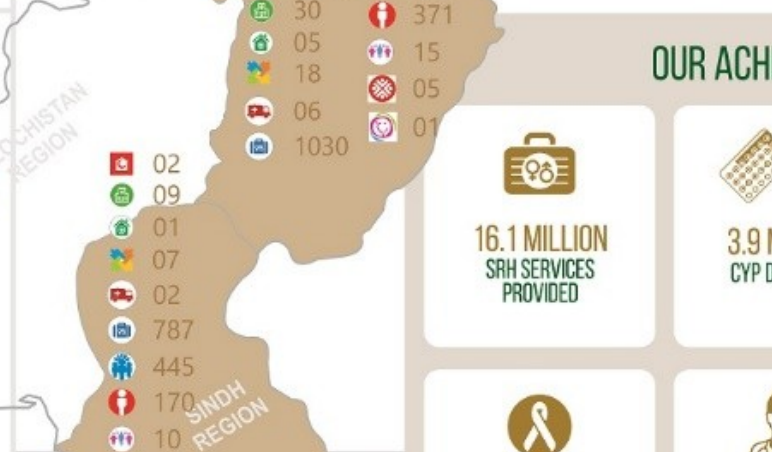 30
05
18
06
1030
371
15
05
01
02
09
01
07
02
787
445
170
10
SINDH
REGION
REGION
OUR ACH
16.1 MILLION
SRH SERVICES
PROVIDED
3.9
CYP D